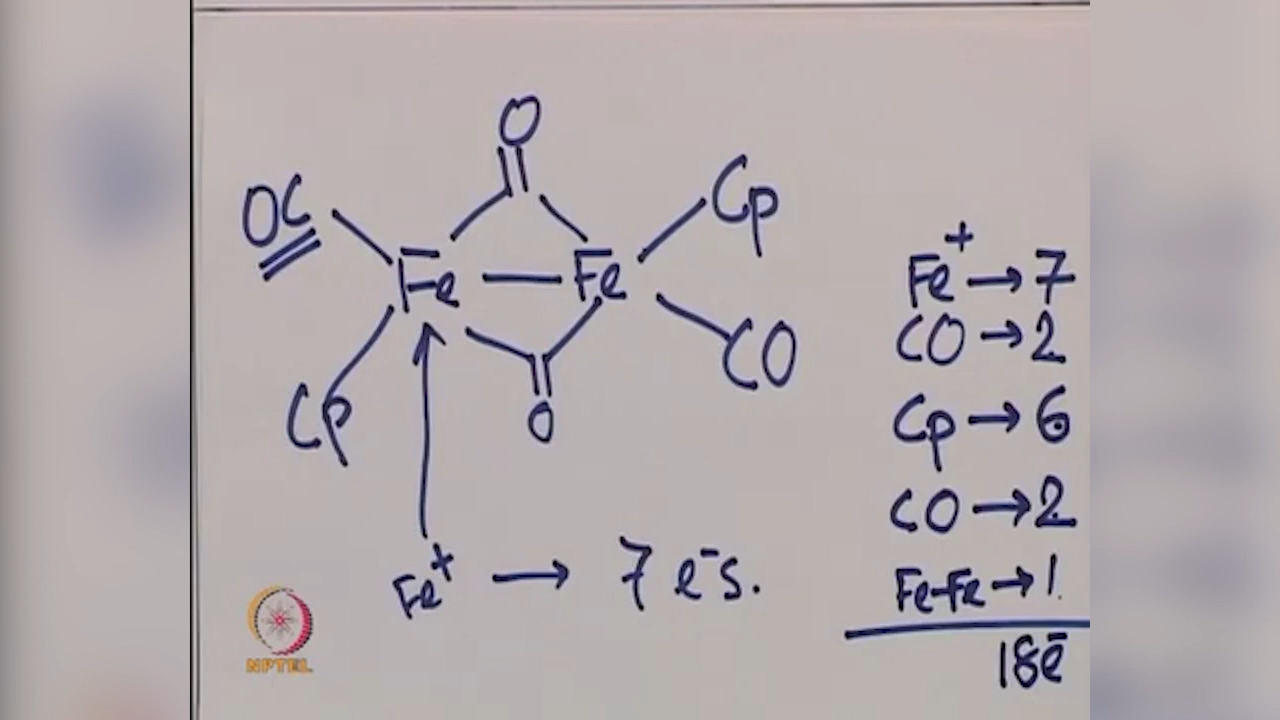 O
OC
Cp
Fe
Fe
Cp
CO
O
Fe⁺ → 7 e⁻s.
Fe⁺ → 7
CO → 2
Cp → 6
CO → 2
Fe-Fe → 1
18e⁻
NPTEL